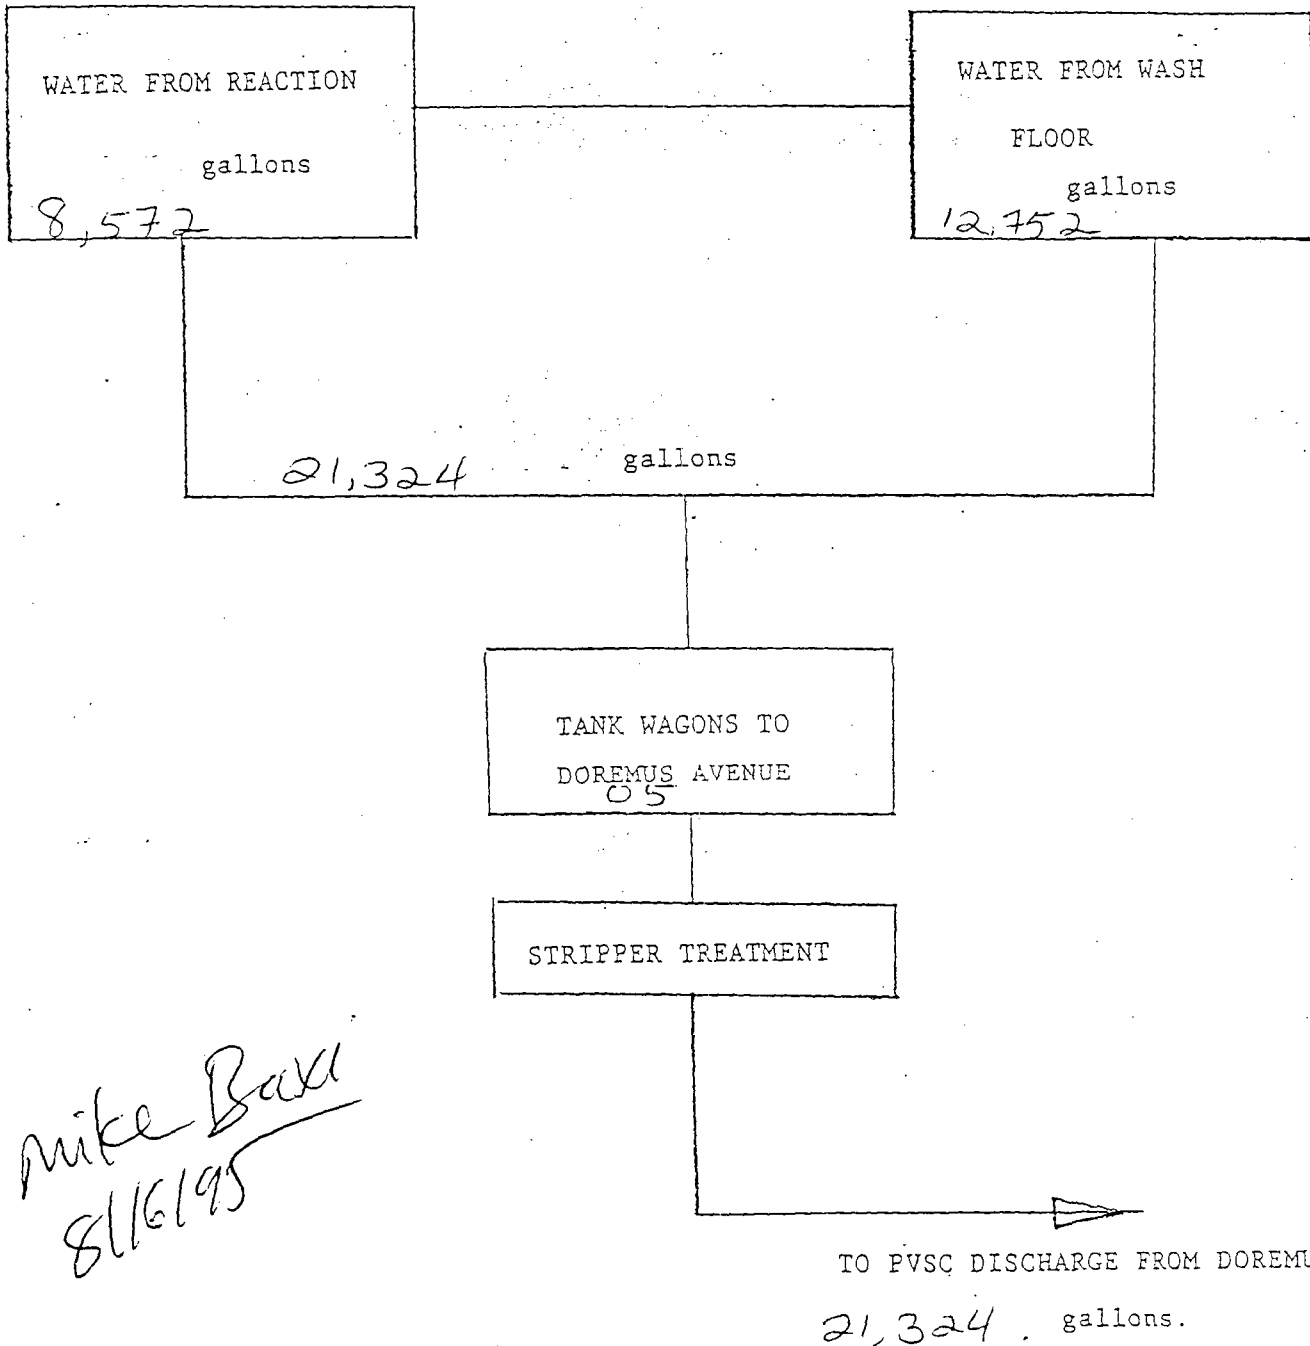 WATER FROM REACTION
gallons
8,572
WATER FROM WASH
FLOOR
gallons
12,752
21,324 gallons
TANK WAGONS TO
DOREMUS AVENUE
05
STRIPPER TREATMENT
Mike Baxi
8/16/95
TO PVSC DISCHARGE FROM DOREMU
21,324. gallons.